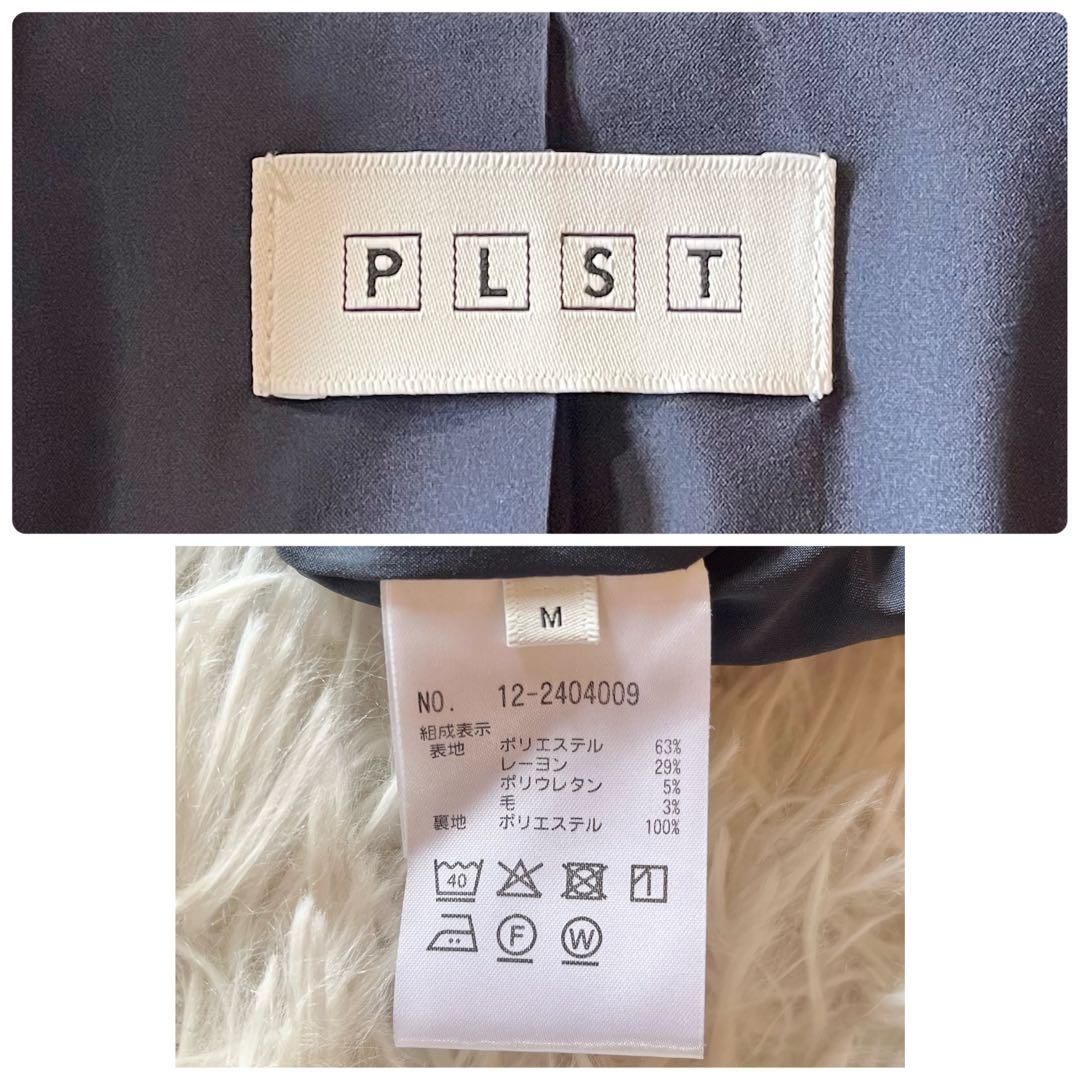 P L S T
M
NO. 12-2404009
組成表示
表地 ポリエステル 63%
レーヨン 29%
ポリウレタン 5%
毛 3%
裏地 ポリエステル 100%
40
F W